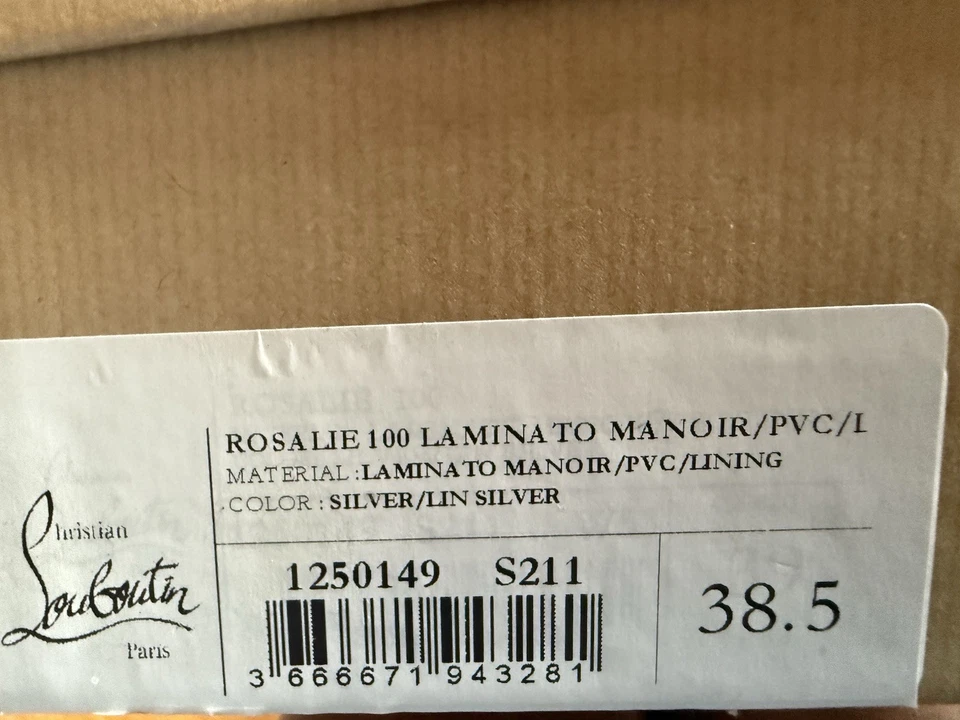 ROSALIE 100 LAMINATO MANOIR/PVC/L
MATERIAL :LAMINATO MANOIR/PVC/LINING
COLOR : SILVER/LIN SILVER
Christian
Louboutin
Paris
1250149 S211
38.5
3 666671 943281